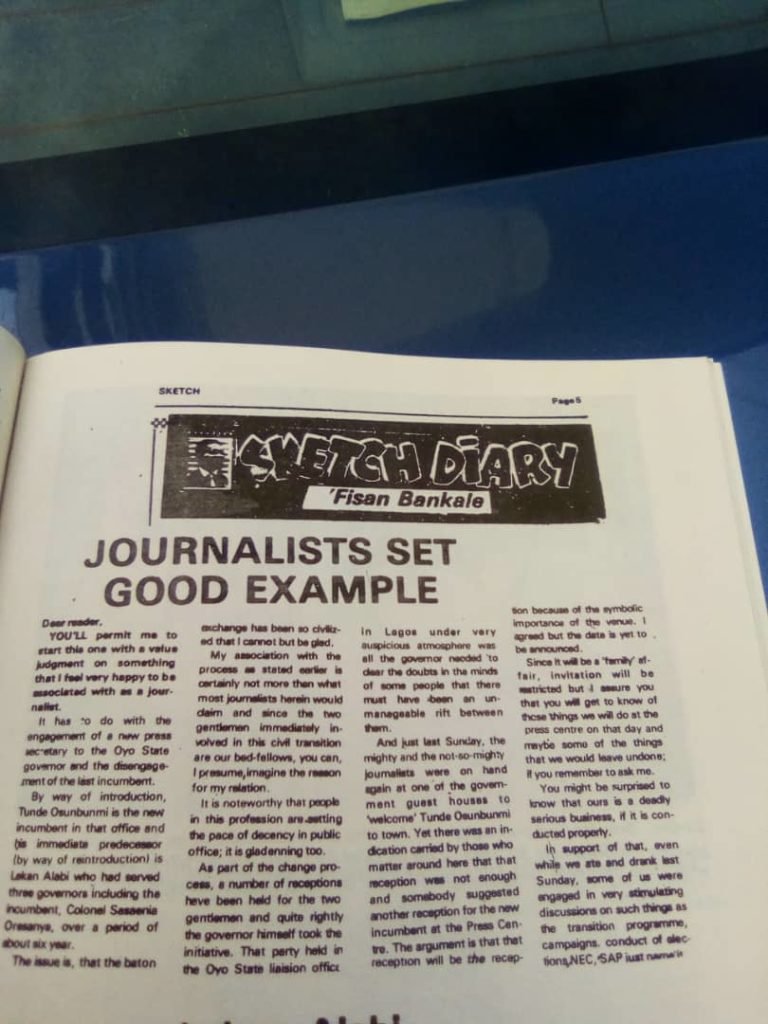 SKETCH
Page 5
SKETCH DIARY
'Fisan Bankale
JOURNALISTS SET
GOOD EXAMPLE
Dear reader,
YOU'LL permit me to
start this one with a value
judgment on something
that I feel very happy to be
associated with as a jour-
nalist.
It has to do with the
engagement of a new press
secretary to the Oyo State
governor and the disengage-
ment of the last incumbent.
By way of introduction,
Tunde Osunbunmi is the new
incumbent in that office and
his immediate predecessor
(by way of reintroduction) is
Lekan Alabi who had served
three governors including the
incumbent, Colonel Sasaenia
Oresanya, over a period of
about six year.
The issue is, that the baton
exchange has been so civiliz-
ed that I cannot but be glad.
My association with the
process as stated earlier is
certainly not more than what
most journalists herein would
claim and since the two
gentlemen immediately in-
volved in this civil transition
are our bed-fellows, you can,
I presume, imagine the reason
for my relation.
It is noteworthy that people
in this profession are setting
the pace of decency in public
office; it is gladenning too.
As part of the change pro-
cess, a number of receptions
have been held for the two
gentlemen and quite rightly
the governor himself took the
initiative. That party held in
the Oyo State liaision office
in Lagos under very
auspicious atmosphere was
all the governor needed to
clear the doubts in the minds
of some people that there
must have been an un-
manageable rift between
them.
And just last Sunday, the
mighty and the not-so-mighty
journalists were on hand
again at one of the govern-
ment guest houses to
'welcome' Tunde Osunbunmi
to town. Yet there was an in-
dication carried by those who
matter around here that that
reception was not enough
and somebody suggested
another reception for the new
incumbent at the Press Cen-
tre. The argument is that that
reception will be the recep-
tion because of the symbolic
importance of the venue. I
agreed but the date is yet to
be announced.
Since it will be a 'family' af-
fair, invitation will be
restricted but I assure you
that you will get to know of
those things we will do at the
press centre on that day and
maybe some of the things
that we would leave undone;
if you remember to ask me.
You might be surprised to
know that ours is a deadly
serious business, if it is con-
ducted properly.
In support of that, even
while we ate and drank last
Sunday, some of us were
engaged in very stimulating
discussions on such things as
the transition programme,
campaigns, conduct of elec-
tions, NEC, SAP just name it